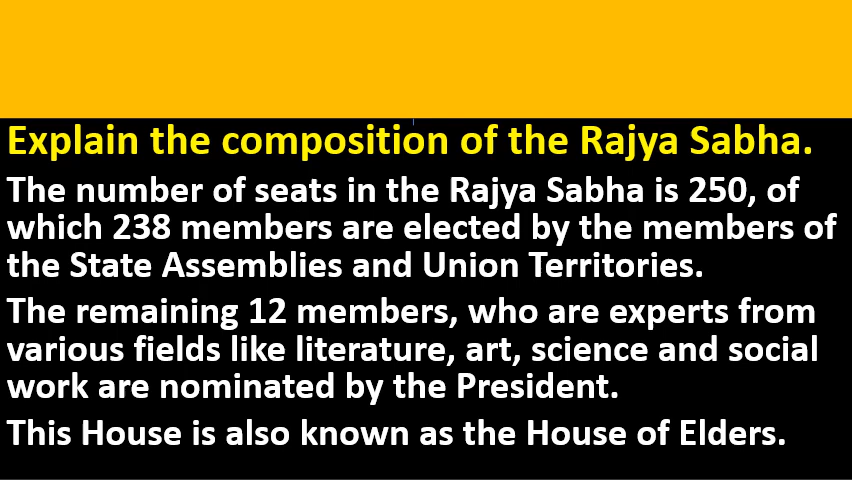 Explain the composition of the Rajya Sabha.
The number of seats in the Rajya Sabha is 250, of
which 238 members are elected by the members of
the State Assemblies and Union Territories.
The remaining 12 members, who are experts from
various fields like literature, art, science and social
work are nominated by the President.
This House is also known as the House of Elders.